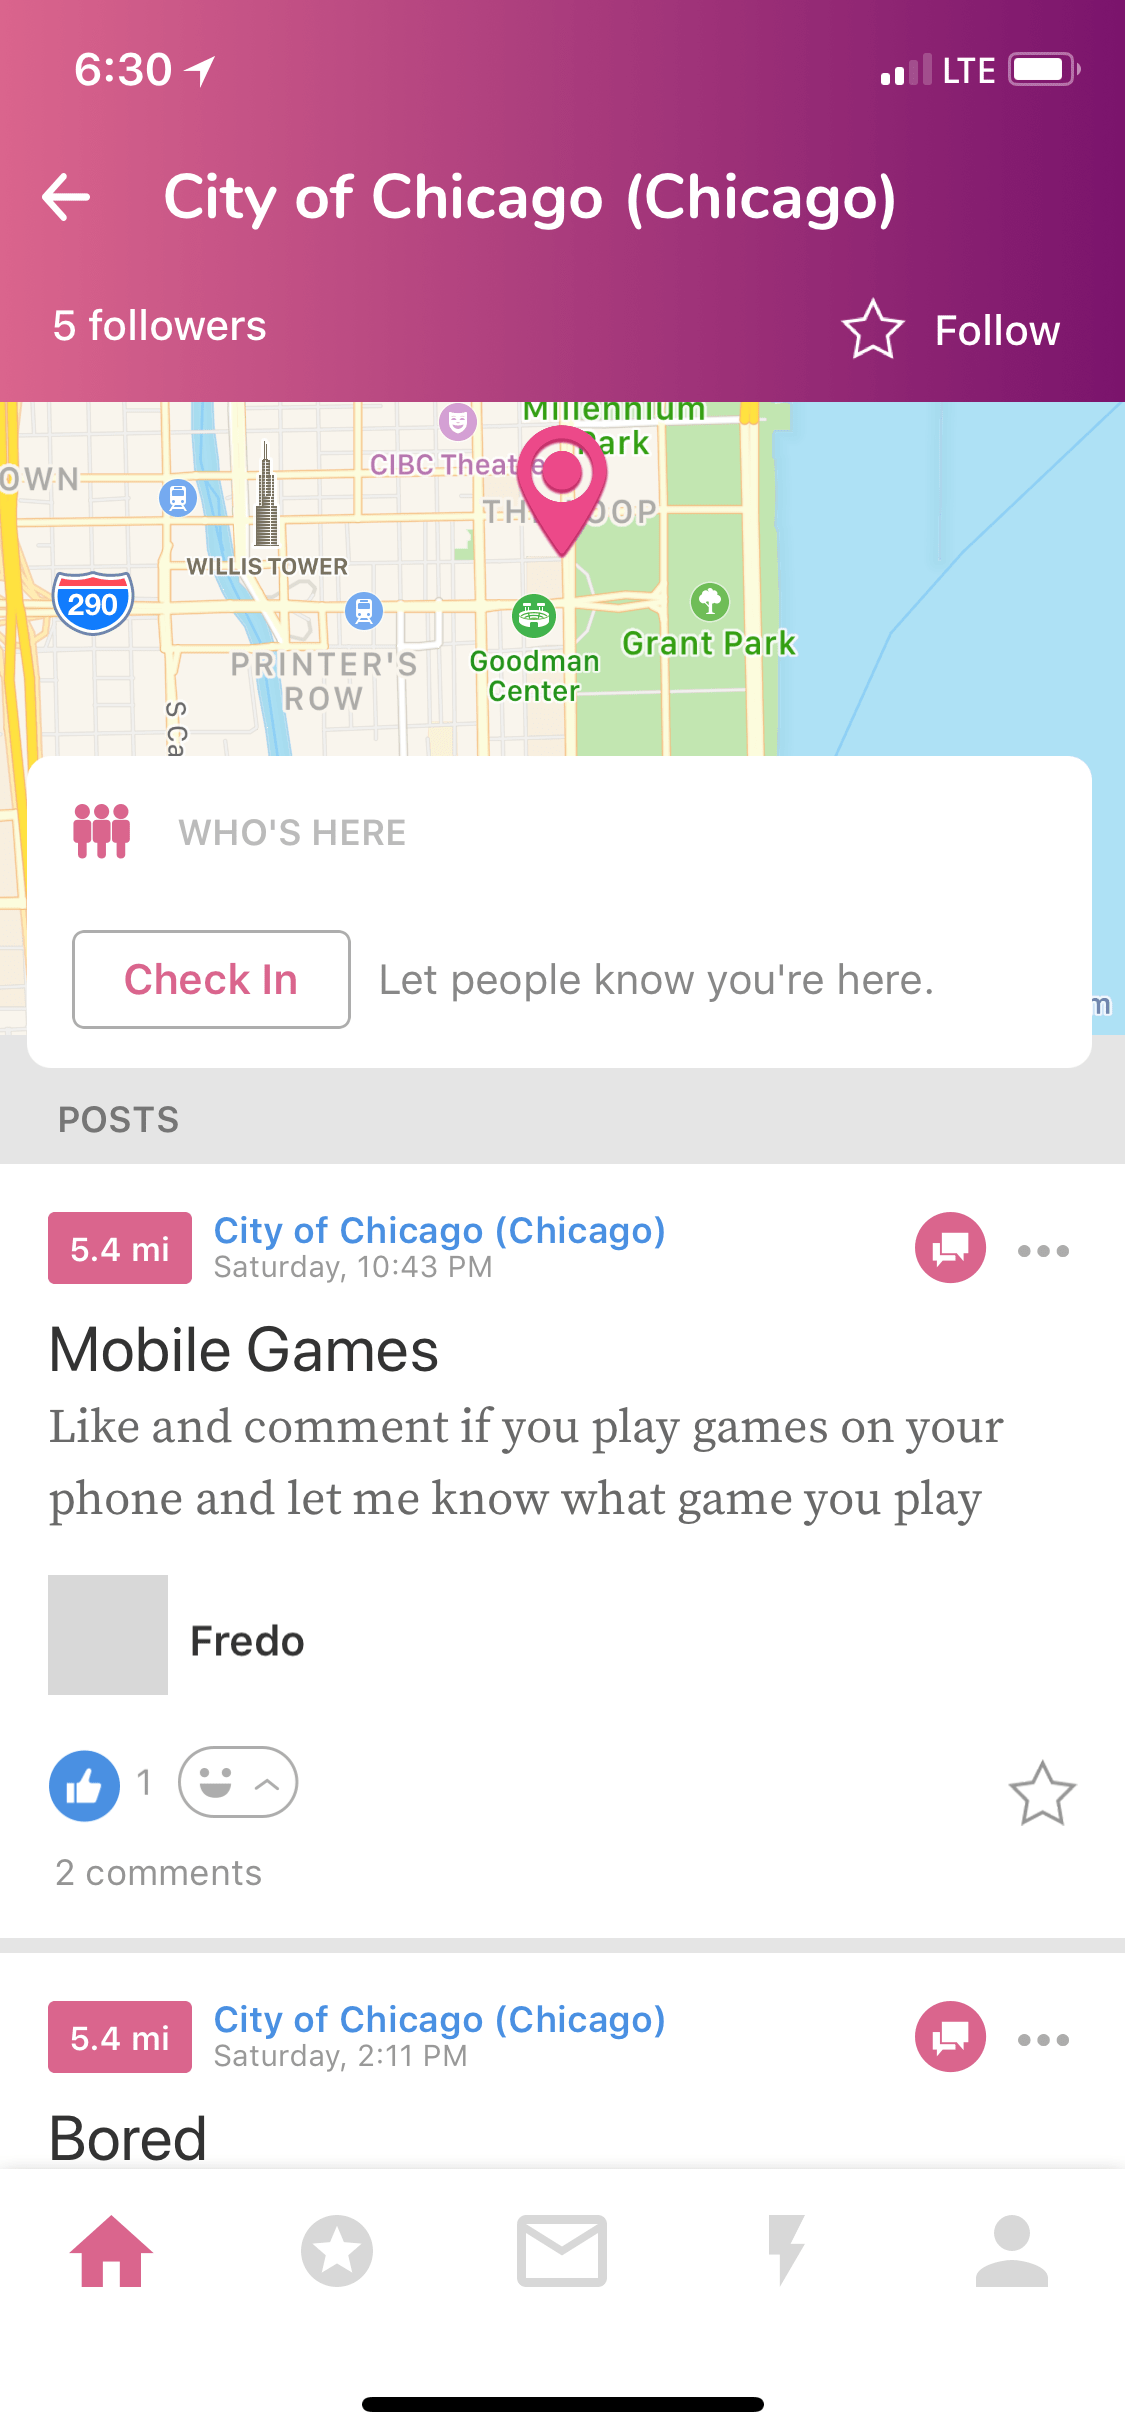 6:30
LTE
City of Chicago (Chicago)
5 followers
Follow
Millennium
Park
CIBC Theatre
OWN
THE LOOP
WILLIS TOWER
290
Grant Park
PRINTER'S
ROW
Goodman
Center
S Ca
WHO'S HERE
Check In
Let people know you're here.
m
POSTS
5.4 mi
City of Chicago (Chicago)
Saturday, 10:43 PM
Mobile Games
Like and comment if you play games on your
phone and let me know what game you play
Fredo
1
2 comments
5.4 mi
City of Chicago (Chicago)
Saturday, 2:11 PM
Bored